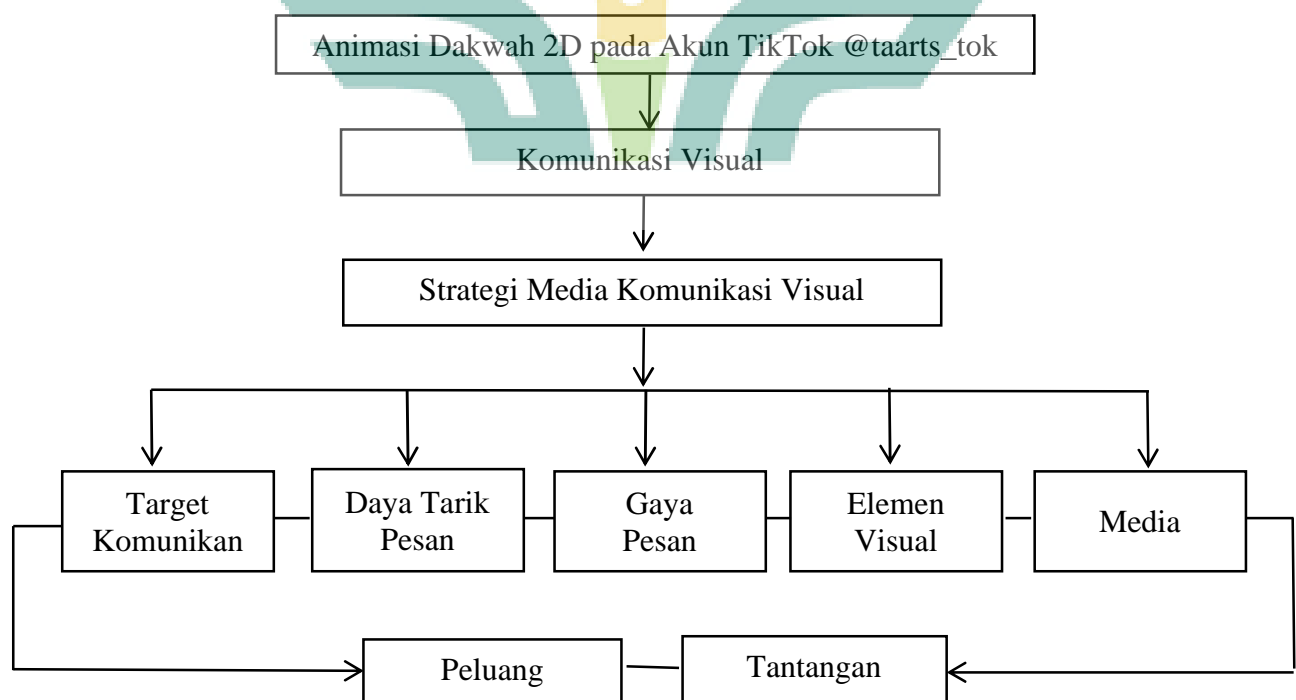 Animasi Dakwah 2D pada Akun TikTok @taarts_tok
Komunikasi Visual
Strategi Media Komunikasi Visual
Target
Komunikan
Daya Tarik
Pesan
Gaya
Pesan
Elemen
Visual
Media
Peluang
Tantangan